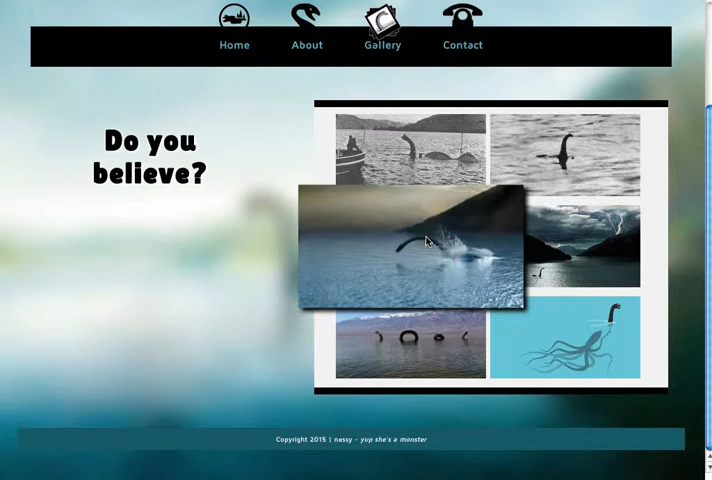 Home About Gallery Contact
Do you
believe?
Copyright 2015 | nessy - yup she's a monster